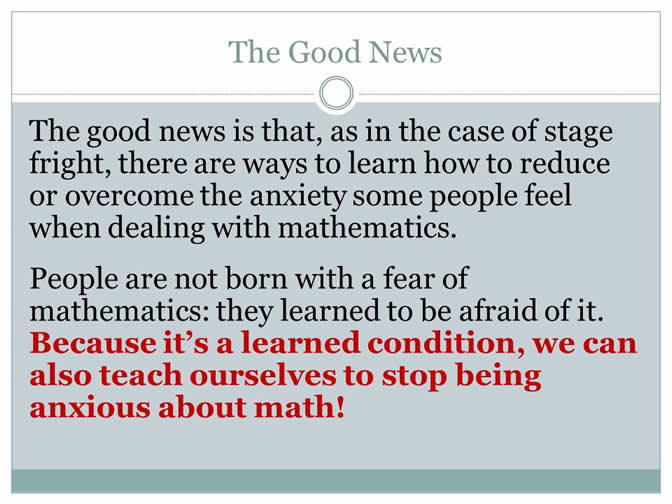 The Good News
The good news is that, as in the case of stage
fright, there are ways to learn how to reduce
or overcome the anxiety some people feel
when dealing with mathematics.
People are not born with a fear of
mathematics: they learned to be afraid of it.
Because it’s a learned condition, we can
also teach ourselves to stop being
anxious about math!